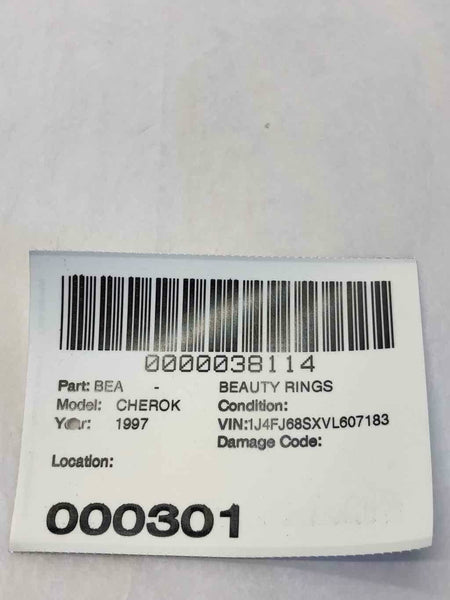 0000038114
Part: BEA - BEAUTY RINGS
Model: CHEROK Condition:
Year: 1997 VIN:1J4FJ68SXVL607183
Damage Code:
Location:
000301